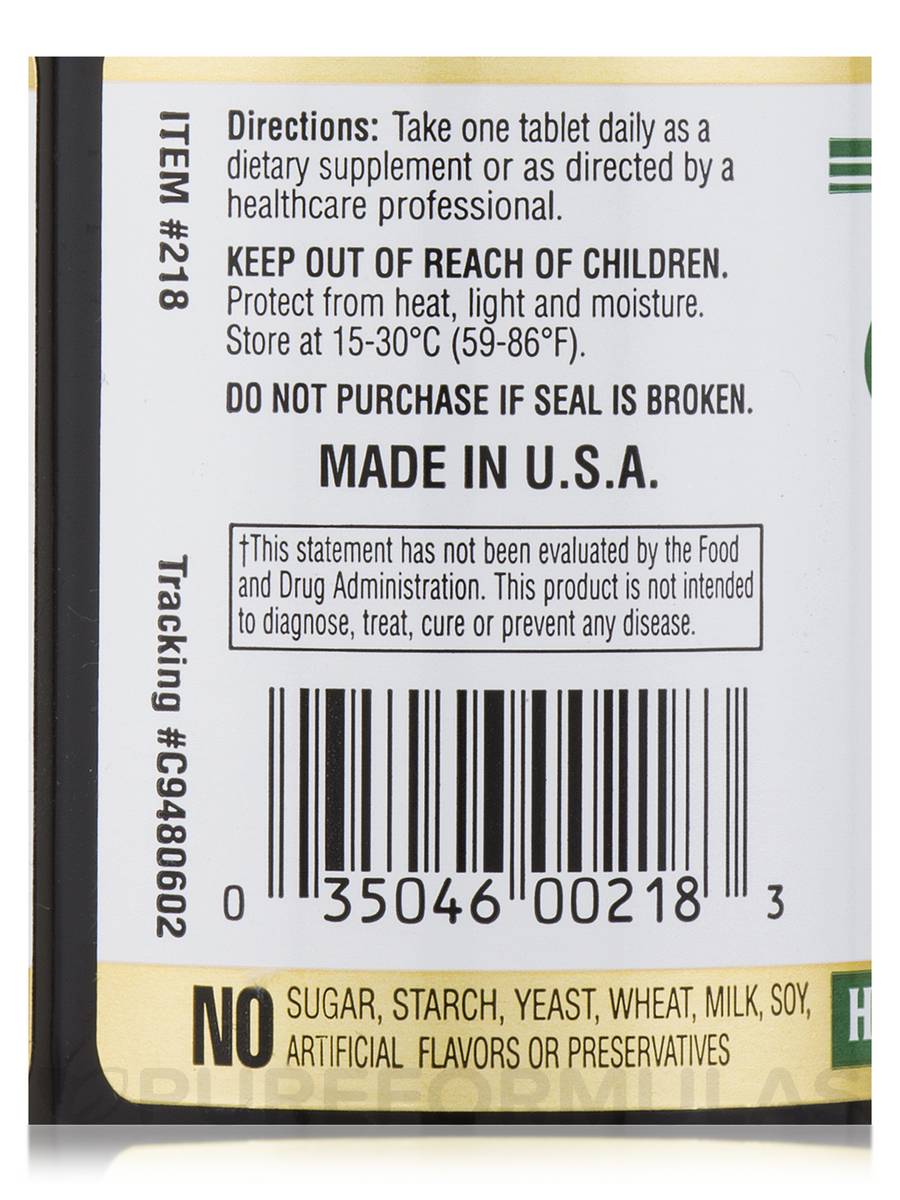 ITEM #218
Directions: Take one tablet daily as a
dietary supplement or as directed by a
healthcare professional.
KEEP OUT OF REACH OF CHILDREN.
Protect from heat, light and moisture.
Store at 15-30°C (59-86°F).
DO NOT PURCHASE IF SEAL IS BROKEN.
MADE IN U.S.A.
†This statement has not been evaluated by the Food
and Drug Administration. This product is not intended
to diagnose, treat, cure or prevent any disease.
Tracking #C9480602
0 35046 00218 3
NO SUGAR, STARCH, YEAST, WHEAT, MILK, SOY,
ARTIFICIAL FLAVORS OR PRESERVATIVES
H
PUREFORMULAS